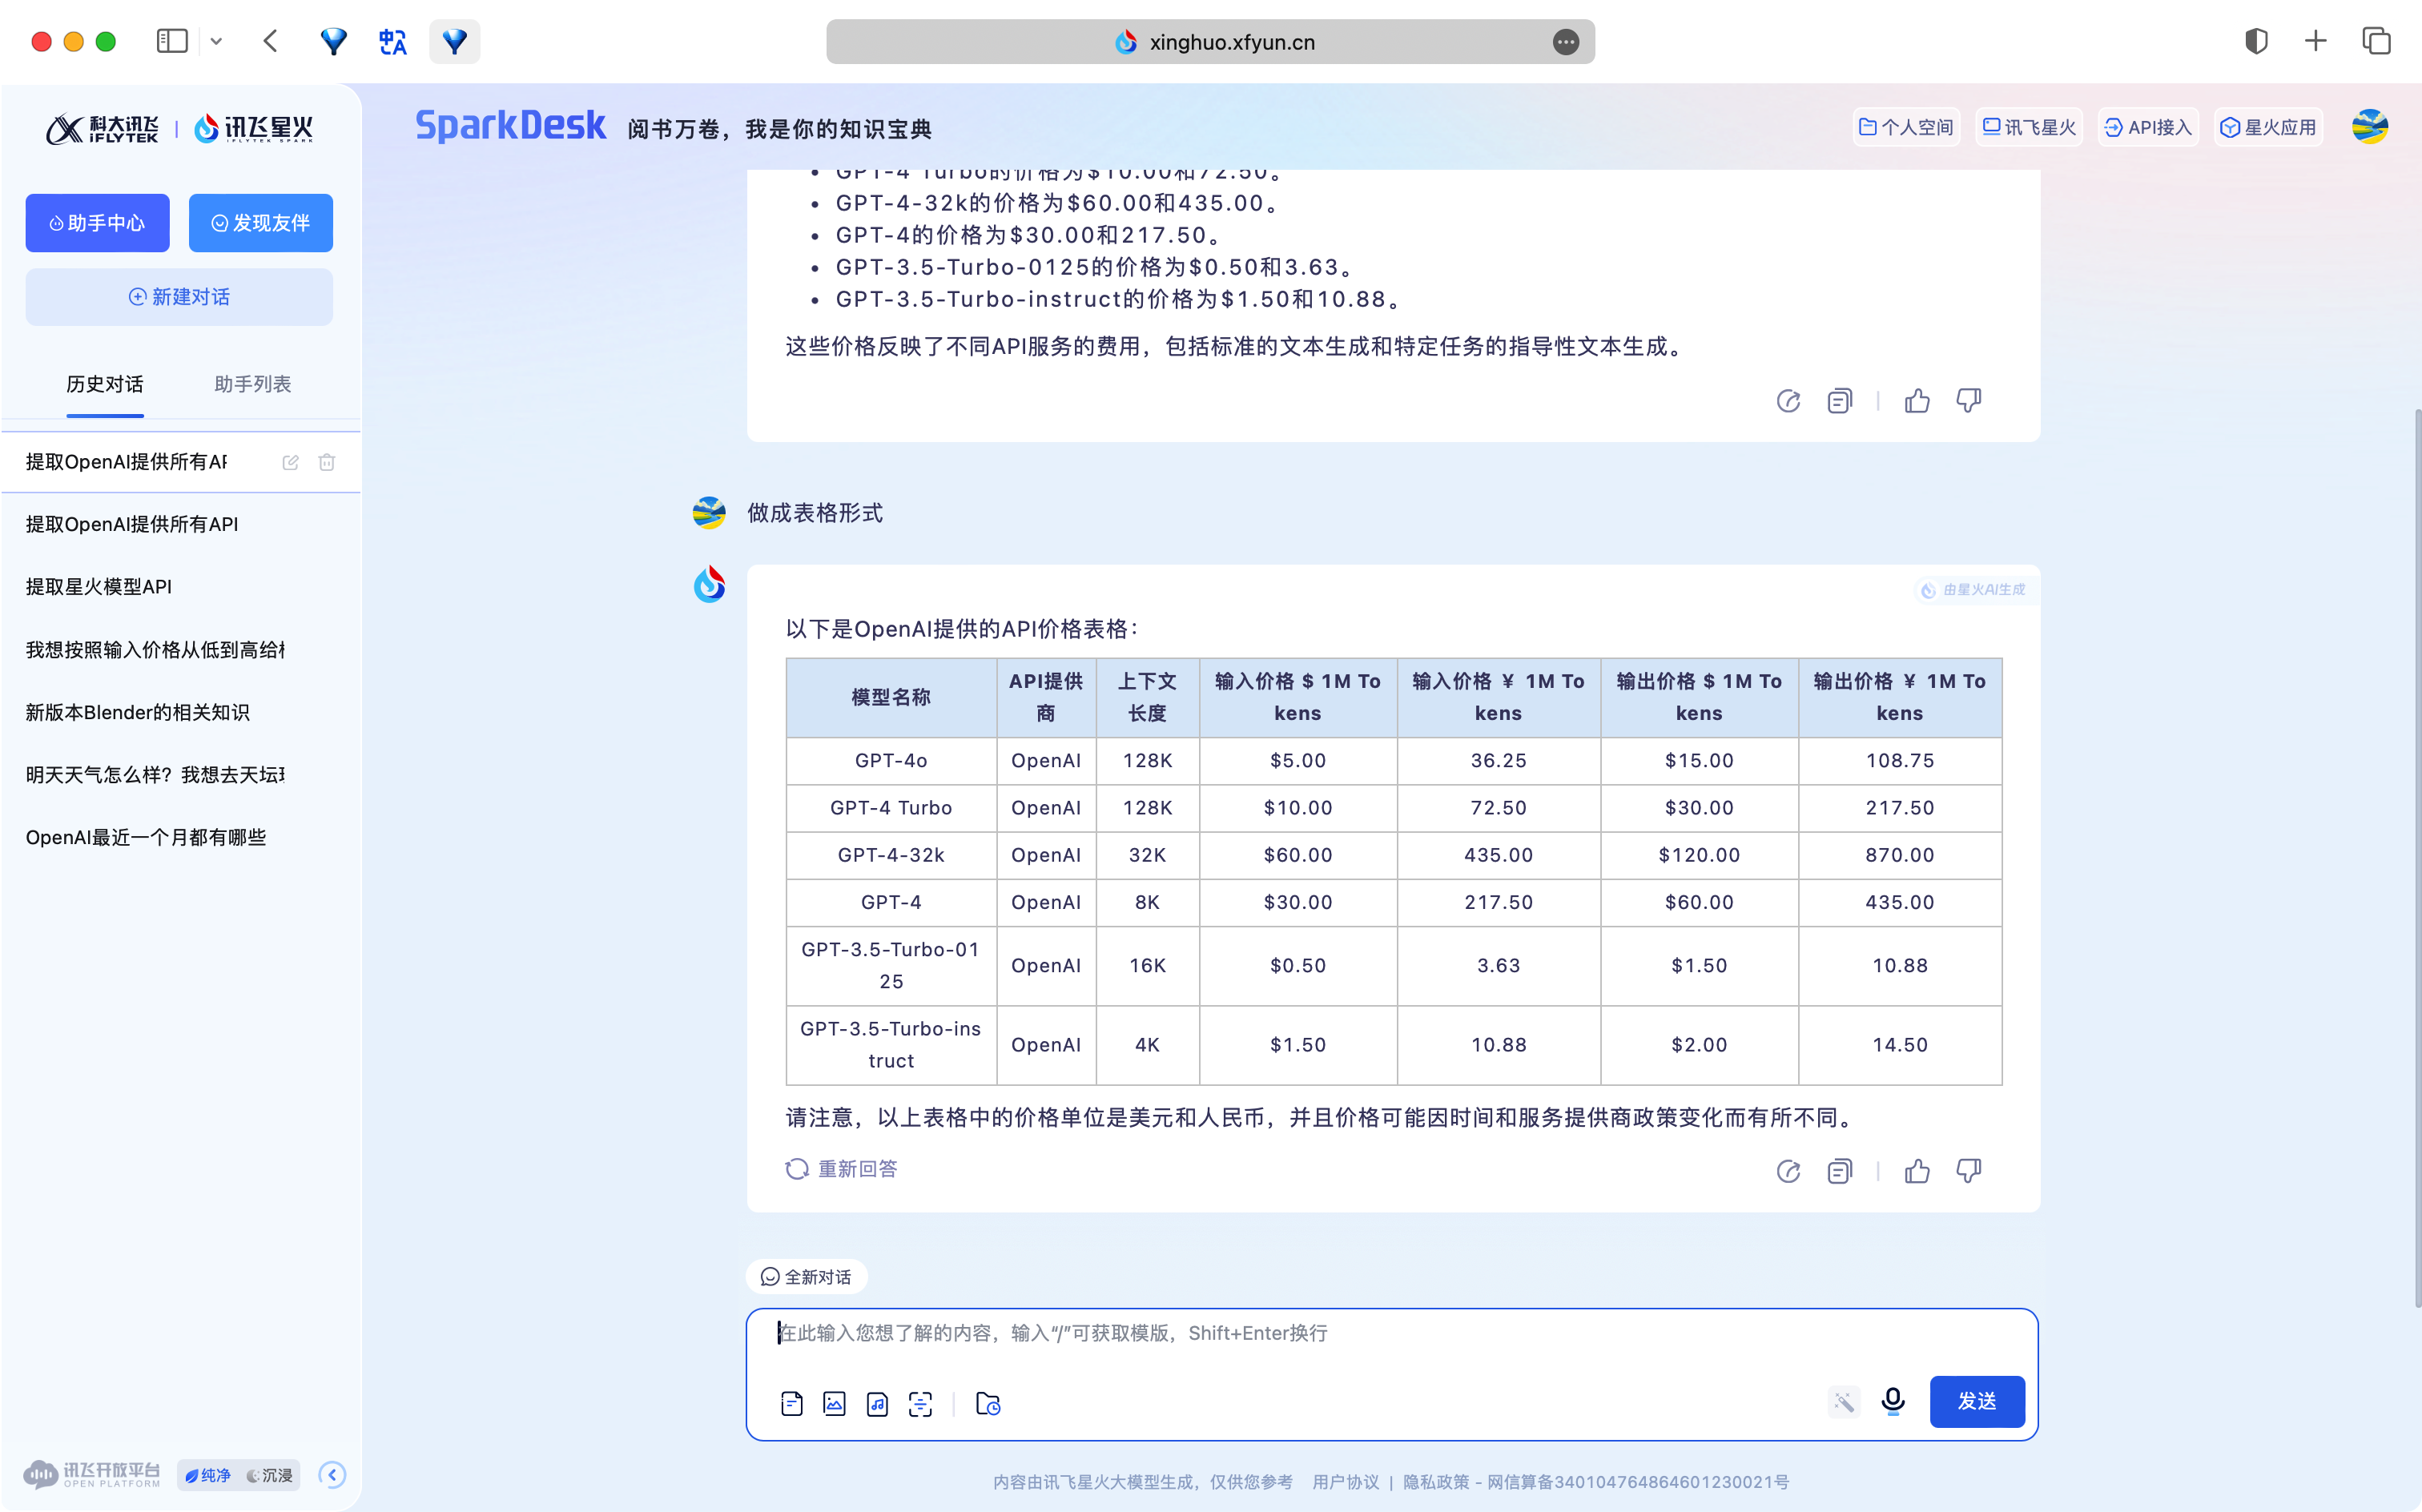 xinghuo.xfyun.cn
科大讯飞
iFLYTEK
讯飞星火
IFLYTEK SPARK
SparkDesk 阅书万卷，我是你的知识宝典
个人空间 讯飞星火 API接入 星火应用
助手中心 发现友伴
新建对话
历史对话 助手列表
提取OpenAI提供所有AP
提取OpenAI提供所有API
提取星火模型API
我想按照输入价格从低到高给
新版本Blender的相关知识
明天天气怎么样？我想去天坛
OpenAI最近一个月都有哪些
讯飞开放平台
OPEN PLATFORM
纯净 沉浸
GPT-4 Turbo的价格为$10.00和72.50。
GPT-4-32k的价格为$60.00和435.00。
GPT-4的价格为$30.00和217.50。
GPT-3.5-Turbo-0125的价格为$0.50和3.63。
GPT-3.5-Turbo-instruct的价格为$1.50和10.88。
这些价格反映了不同API服务的费用，包括标准的文本生成和特定任务的指导性文本生成。
做成表格形式
由星火AI生成
以下是OpenAI提供的API价格表格：
模型名称 API提供商 上下文长度 输入价格 $ 1M Tokens 输入价格 ￥ 1M Tokens 输出价格 $ 1M Tokens 输出价格 ￥ 1M Tokens
GPT-4o OpenAI 128K $5.00 36.25 $15.00 108.75
GPT-4 Turbo OpenAI 128K $10.00 72.50 $30.00 217.50
GPT-4-32k OpenAI 32K $60.00 435.00 $120.00 870.00
GPT-4 OpenAI 8K $30.00 217.50 $60.00 435.00
GPT-3.5-Turbo-0125 OpenAI 16K $0.50 3.63 $1.50 10.88
GPT-3.5-Turbo-instruct OpenAI 4K $1.50 10.88 $2.00 14.50
请注意，以上表格中的价格单位是美元和人民币，并且价格可能因时间和服务提供商政策变化而有所不同。
重新回答
全新对话
在此输入您想了解的内容，输入“/”可获取模版，Shift+Enter换行
发送
内容由讯飞星火大模型生成，仅供您参考 用户协议 | 隐私政策 - 网信算备340104764864601230021号